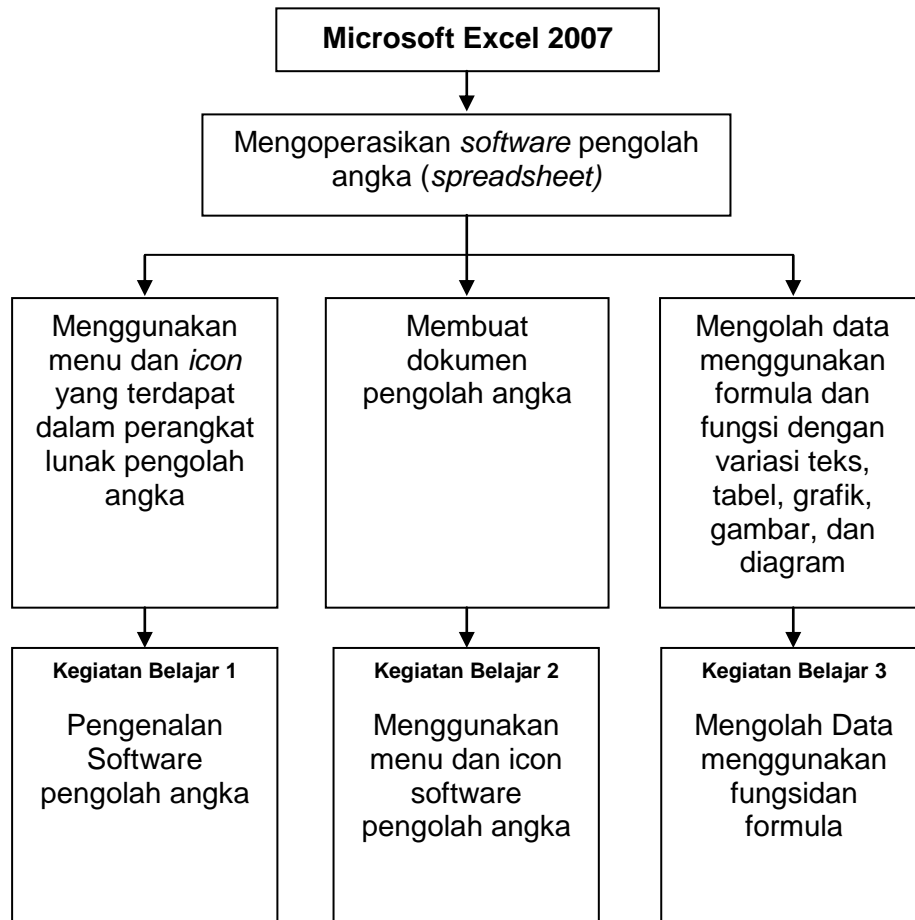 Microsoft Excel 2007
Mengoperasikan software pengolah
angka (spreadsheet)
Menggunakan
menu dan icon
yang terdapat
dalam perangkat
lunak pengolah
angka
Membuat
dokumen
pengolah angka
Mengolah data
menggunakan
formula dan
fungsi dengan
variasi teks,
tabel, grafik,
gambar, dan
diagram
Kegiatan Belajar 1
Pengenalan
Software
pengolah angka
Kegiatan Belajar 2
Menggunakan
menu dan icon
software
pengolah angka
Kegiatan Belajar 3
Mengolah Data
menggunakan
fungsidan
formula